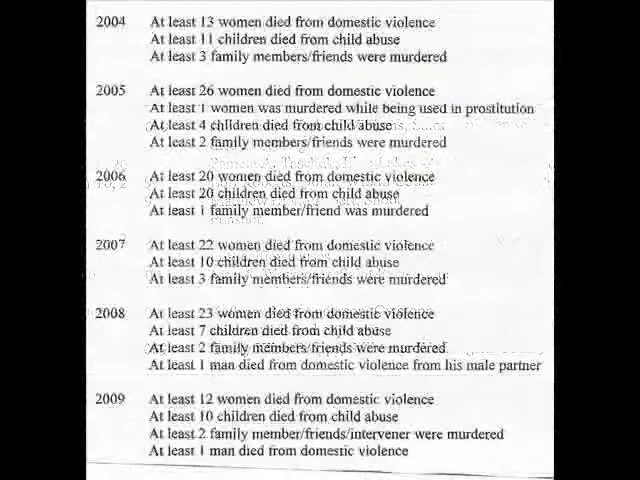 2004 At least 13 women died from domestic violence
At least 11 children died from child abuse
At least 3 family members/friends were murdered
2005 At least 26 women died from domestic violence
At least 1 women was murdered while being used in prostitution
At least 4 children died from child abuse
At least 2 family members/friends were murdered
2006 At least 20 women died from domestic violence
At least 20 children died from child abuse
At least 1 family member/friend was murdered
2007 At least 22 women died from domestic violence
At least 10 children died from child abuse
At least 3 family members/friends were murdered
2008 At least 23 women died from domestic violence
At least 7 children died from child abuse
At least 2 family members/friends were murdered
At least 1 man died from domestic violence from his male partner
2009 At least 12 women died from domestic violence
At least 10 children died from child abuse
At least 2 family member/friends/intervener were murdered
At least 1 man died from domestic violence